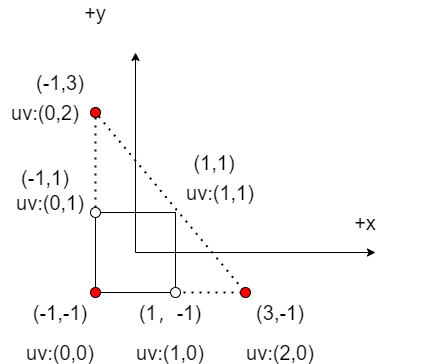 +y
(-1,3)
uv:(0,2)
(1,1)
uv:(1,1)
(-1,1)
uv:(0,1)
+x
(-1,-1)
(1，-1)
(3,-1)
uv:(0,0)
uv:(1,0)
uv:(2,0)